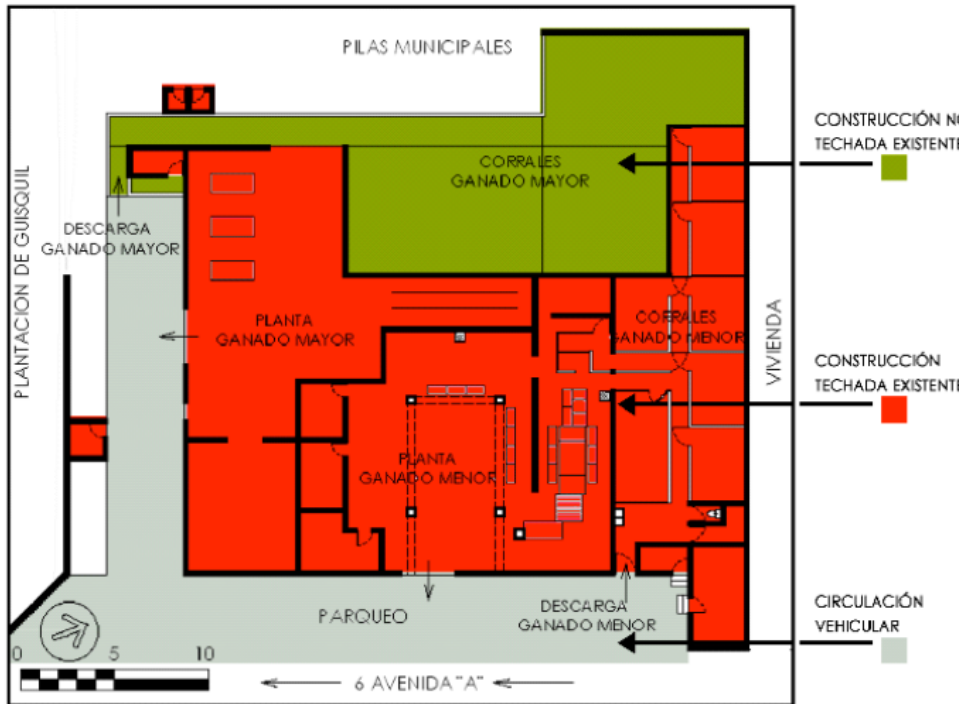 PILAS MUNICIPALES
CONSTRUCCIÓN NO
TECHADA EXISTENTE
CORRALES
GANADO MAYOR
PLANTACION DE GUISQUIL
DESCARGA
GANADO MAYOR
PLANTA
GANADO MAYOR
CORRALES
GANADO MENOR
VIVIENDA
CONSTRUCCIÓN
TECHADA EXISTENTE
PLANTA
GANADO MENOR
PARQUEO
DESCARGA
GANADO MENOR
CIRCULACIÓN
VEHICULAR
0 5 10
6 AVENIDA "A"